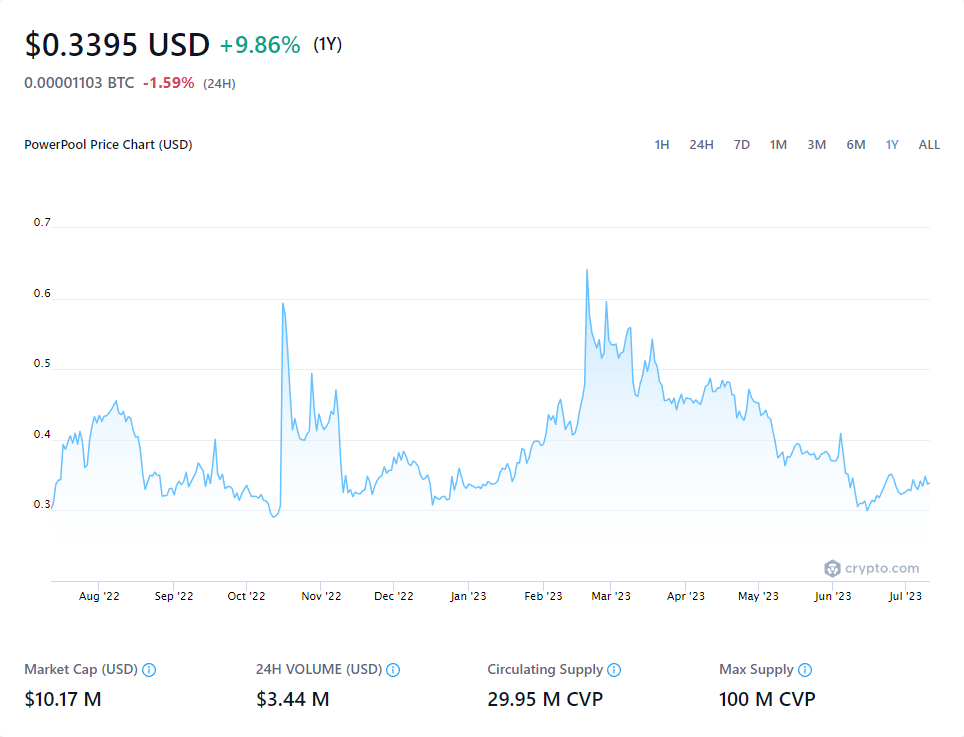 $0.3395 USD +9.86% (1Y)
0.00001103 BTC -1.59% (24H)
PowerPool Price Chart (USD) 1H 24H 7D 1M 3M 6M 1Y ALL
0.7
0.6
0.5
0.4
0.3
crypto.com
Aug '22 Sep '22 Oct '22 Nov '22 Dec '22 Jan '23 Feb '23 Mar '23 Apr '23 May '23 Jun '23 Jul '23
Market Cap (USD) 24H VOLUME (USD) Circulating Supply Max Supply
$10.17 M $3.44 M 29.95 M CVP 100 M CVP